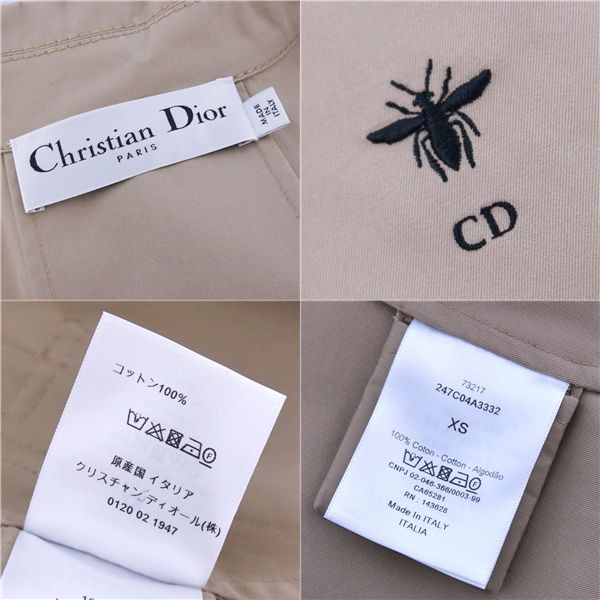 Christian Dior
PARIS
MADE
IN
ITALY
CD
コットン100%
F
原産国 イタリア
クリスチャン ディオール(株)
0120 02 1947
73217
247C04A3332
XS
100% Coton - Cotton - Algodão
F
CNPJ 02-046-366/0003-99
CA65281
RN : 143628
Made In ITALY
ITALIA